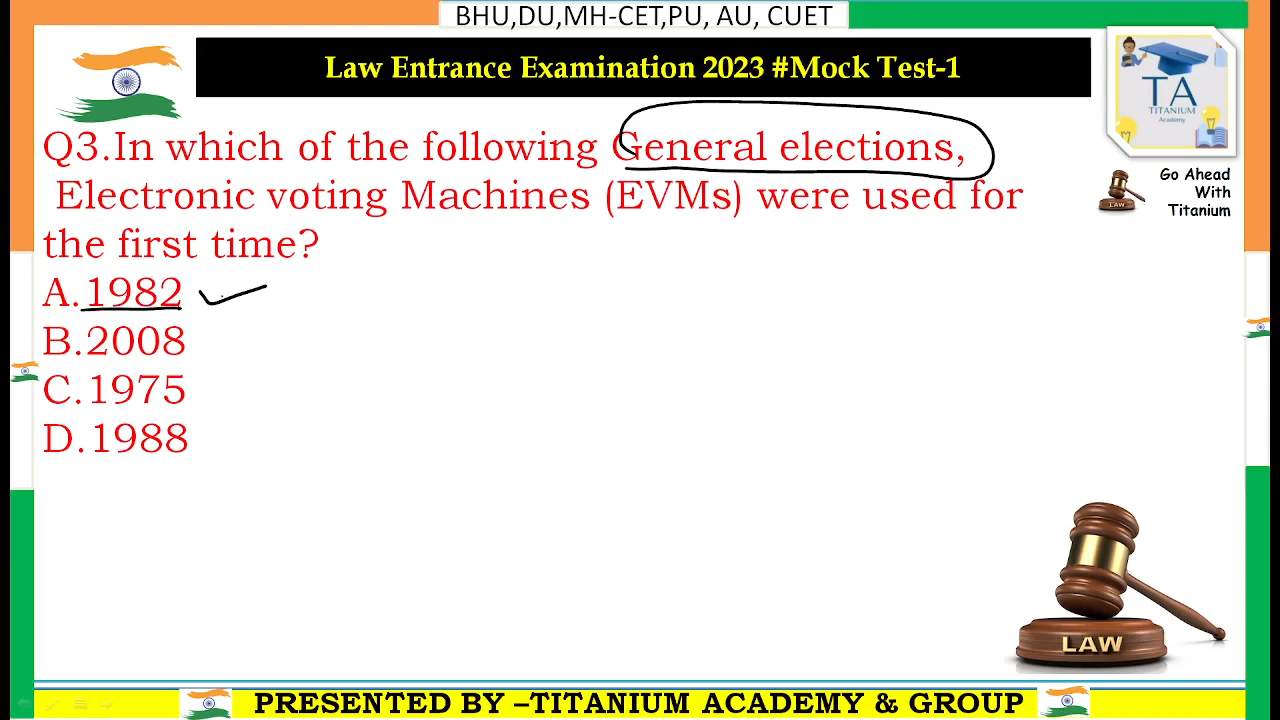 BHU,DU,MH-CET,PU, AU, CUET
Law Entrance Examination 2023 #Mock Test-1
TA
TITANIUM
Academy
Go Ahead
With
Titanium
LAW
Q3.In which of the following General elections,
Electronic voting Machines (EVMs) were used for
the first time?
A.1982
B.2008
C.1975
D.1988
LAW
PRESENTED BY –TITANIUM ACADEMY & GROUP